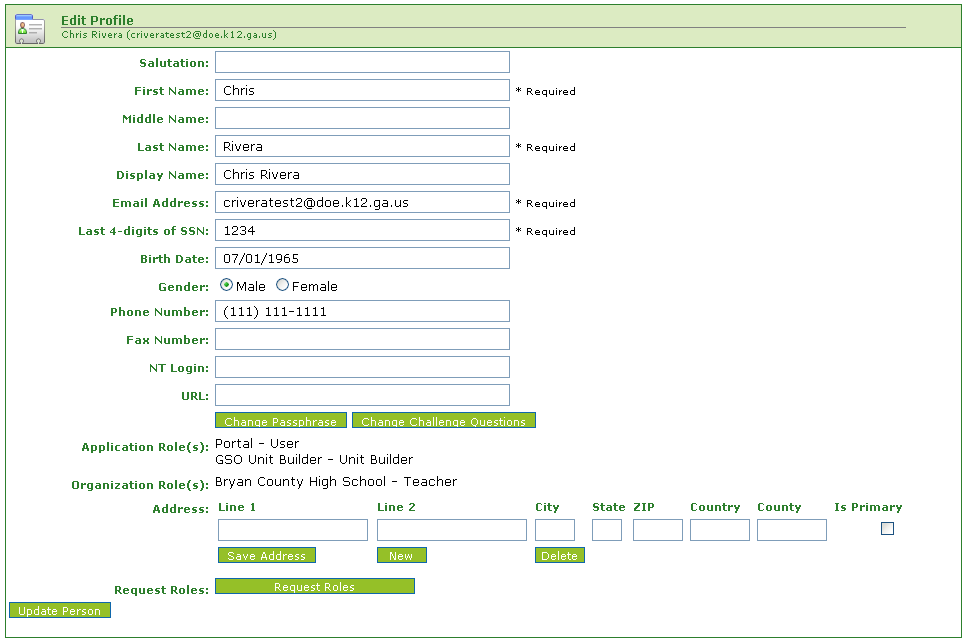 Edit Profile
Chris Rivera (criveratest2@doe.k12.ga.us)
Salutation:
First Name: Chris * Required
Middle Name:
Last Name: Rivera * Required
Display Name: Chris Rivera
Email Address: criveratest2@doe.k12.ga.us * Required
Last 4-digits of SSN: 1234 * Required
Birth Date: 07/01/1965
Gender: Male Female
Phone Number: (111) 111-1111
Fax Number:
NT Login:
URL:
Change Passphrase Change Challenge Questions
Application Role(s): Portal - User
GSO Unit Builder - Unit Builder
Organization Role(s): Bryan County High School - Teacher
Address: Line 1 Line 2 City State ZIP Country County Is Primary
Save Address New Delete
Request Roles: Request Roles
Update Person